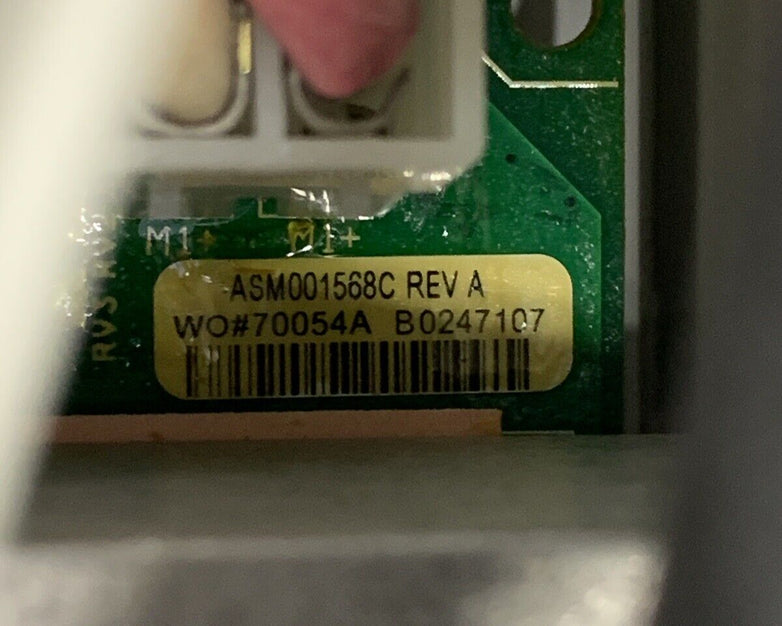 M1+ M1+
ASM001568C REV A
WO#70054A B0247107